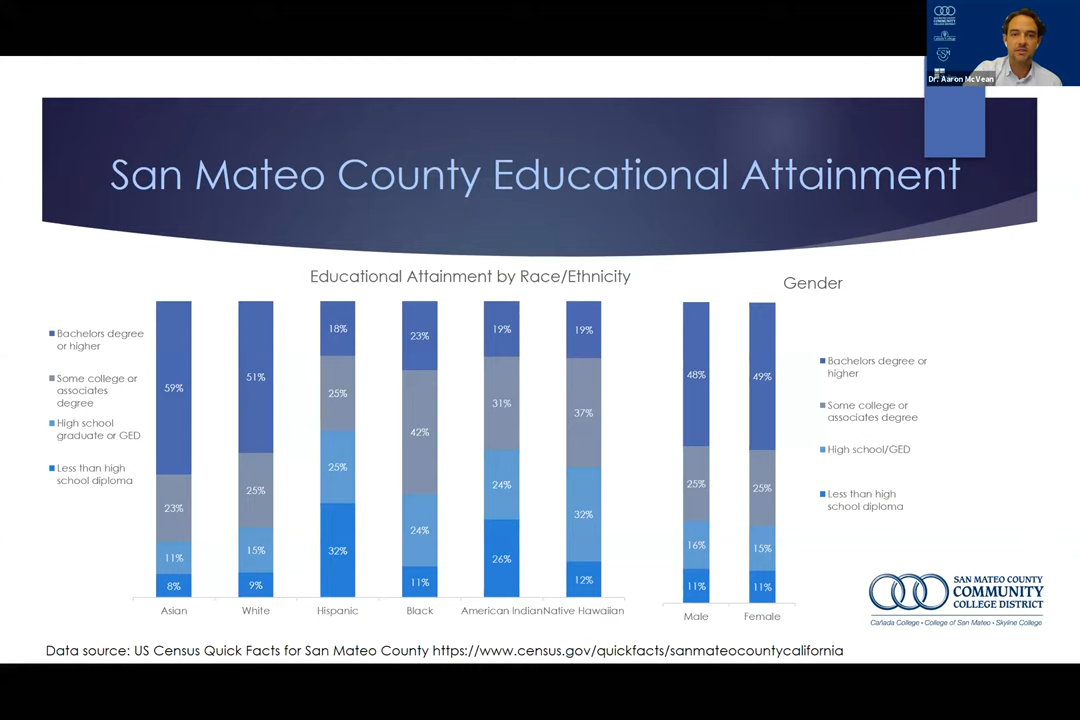 SAN MATEO COUNTY
COMMUNITY
COLLEGE DISTRICT
Dr. Aaron McVean
San Mateo County Educational Attainment
Educational Attainment by Race/Ethnicity
Bachelors degree
or higher
Some college or
associates
degree
High school
graduate or GED
Less than high
school diploma
59%
23%
11%
8%
Asian
51%
25%
15%
9%
White
18%
25%
25%
32%
Hispanic
23%
42%
24%
11%
Black
19%
31%
24%
26%
American Indian
19%
37%
32%
12%
Native Hawaiian
Gender
48%
25%
16%
11%
Male
49%
25%
15%
11%
Female
Bachelors degree or
higher
Some college or
associates degree
High school/GED
Less than high
school diploma
SAN MATEO COUNTY
COMMUNITY
COLLEGE DISTRICT
Cañada College • College of San Mateo • Skyline College
Data source: US Census Quick Facts for San Mateo County https://www.census.gov/quickfacts/sanmateocountycalifornia